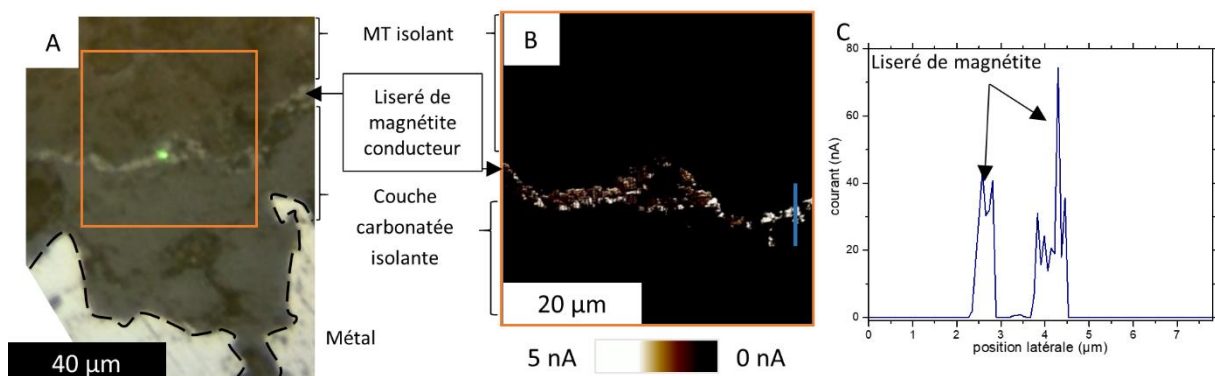 A
MT isolant
Liseré de
magnétite
conducteur
Couche
carbonatée
isolante
Métal
40 µm
B
20 µm
5 nA
0 nA
C
Liseré de magnétite
courant (nA)
80
60
40
20
0
0 1 2 3 4 5 6 7
position latérale (µm)